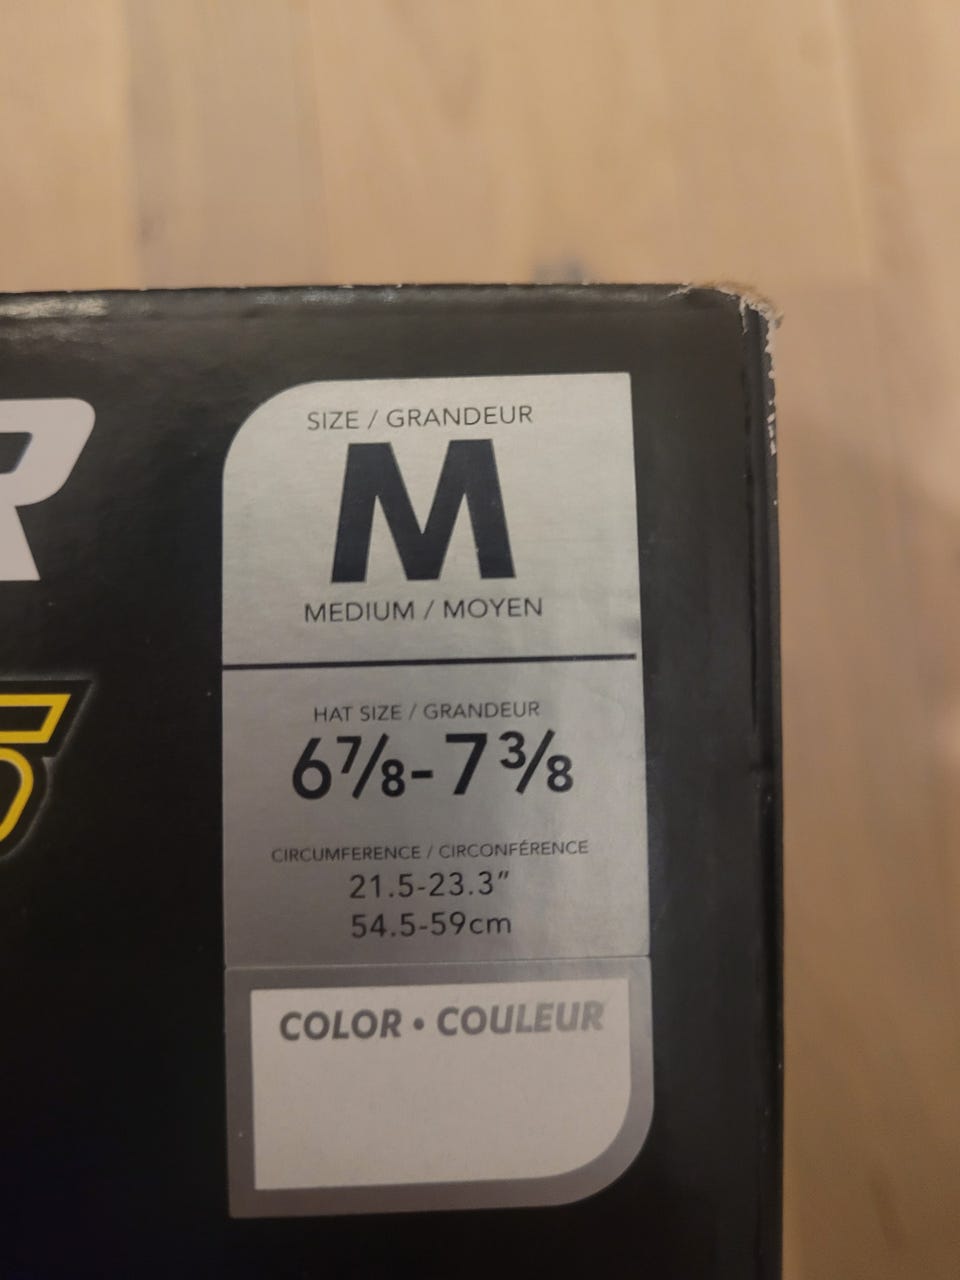 R
5
SIZE / GRANDEUR
M
MEDIUM / MOYEN
HAT SIZE / GRANDEUR
6⅞-7⅜
CIRCUMFERENCE / CIRCONFÉRENCE
21.5-23.3"
54.5-59cm
COLOR • COULEUR